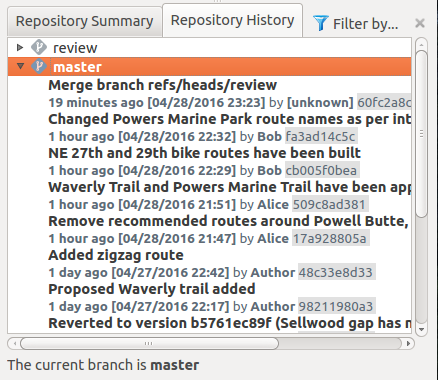 Repository Summary
Repository History
Filter by...
review
master
Merge branch refs/heads/review
19 minutes ago [04/28/2016 23:23] by [unknown] 60fc2a8c
Changed Powers Marine Park route names as per int
1 hour ago [04/28/2016 22:32] by Bob fa3ad14c5c
NE 27th and 29th bike routes have been built
1 hour ago [04/28/2016 22:29] by Bob cb005f0bea
Waverly Trail and Powers Marine Trail have been app
1 hour ago [04/28/2016 21:51] by Alice 509c8ad381
Remove recommended routes around Powell Butte,
1 hour ago [04/28/2016 21:47] by Alice 17a928805a
Added zigzag route
1 day ago [04/27/2016 22:42] by Author 48c33e8d33
Proposed Waverly trail added
1 day ago [04/27/2016 22:17] by Author 98211980a3
Reverted to version b5761ec89f (Sellwood gap has n
The current branch is master